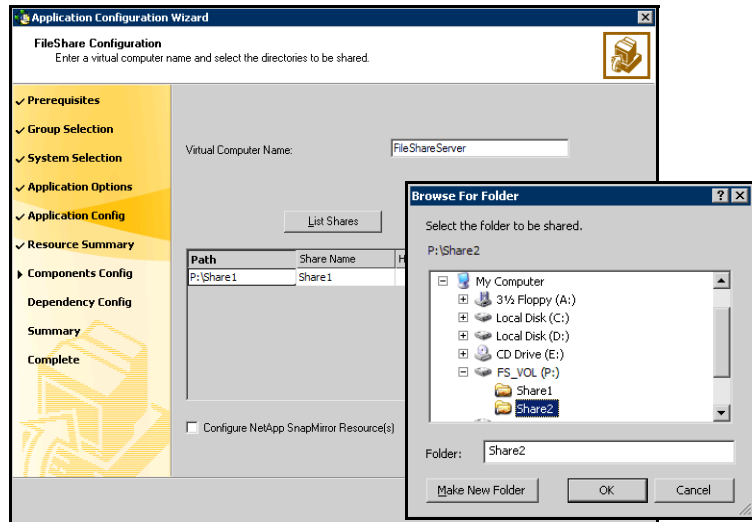 Application Configuration Wizard
FileShare Configuration
Enter a virtual computer name and select the directories to be shared.
Prerequisites
Group Selection
System Selection
Application Options
Application Config
Resource Summary
Components Config
Dependency Config
Summary
Complete
Virtual Computer Name:
FileShareServer
List Shares
Path
Share Name
H
P:\Share1
Share1
Configure NetApp SnapMirror Resource(s)
Browse For Folder
Select the folder to be shared.
P:\Share2
My Computer
3½ Floppy (A:)
Local Disk (C:)
Local Disk (D:)
CD Drive (E:)
FS_VOL (P:)
Share1
Share2
Folder:
Share2
Make New Folder
OK
Cancel